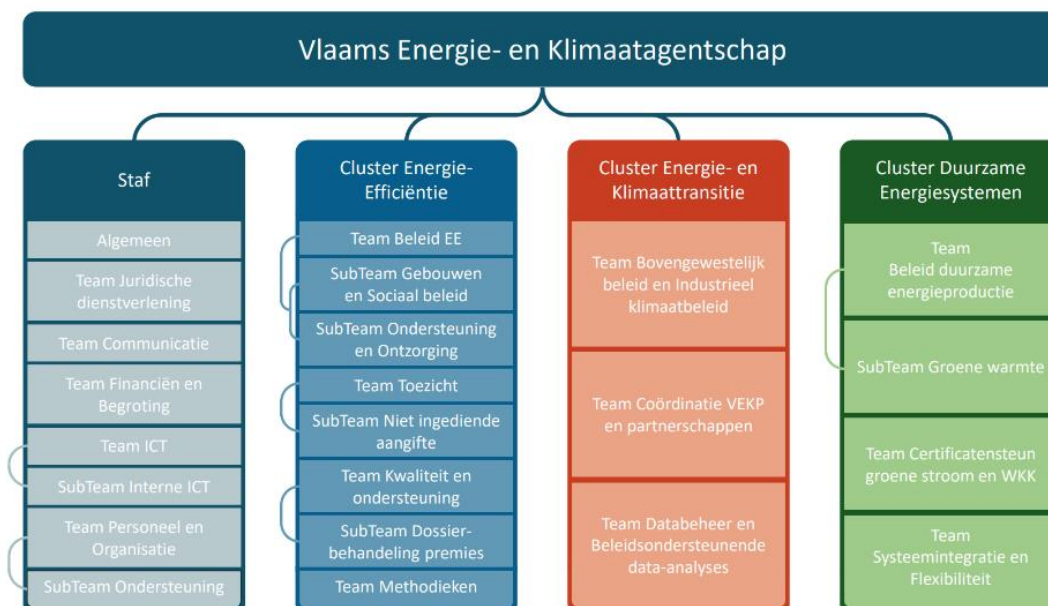 Vlaams Energie- en Klimaatagentschap
Staf
Algemeen
Team Juridische
dienstverlening
Team Communicatie
Team Financiën en
Begroting
Team ICT
SubTeam Interne ICT
Team Personeel en
Organisatie
SubTeam Ondersteuning
Cluster Energie-
Efficiëntie
Team Beleid EE
SubTeam Gebouwen
en Sociaal beleid
SubTeam Ondersteuning
en Ontzorging
Team Toezicht
SubTeam Niet ingediende
aangifte
Team Kwaliteit en
ondersteuning
SubTeam Dossier-
behandeling premies
Team Methodieken
Cluster Energie- en
Klimaattransitie
Team Bovengewestelijk
beleid en Industrieel
klimaatbeleid
Team Coördinatie VEKP
en partnerschappen
Team Databeheer en
Beleidsondersteunende
data-analyses
Cluster Duurzame
Energiesystemen
Team
Beleid duurzame
energieproductie
SubTeam Groene warmte
Team Certificatensteun
groene stroom en WKK
Team
Systeemintegratie en
Flexibiliteit